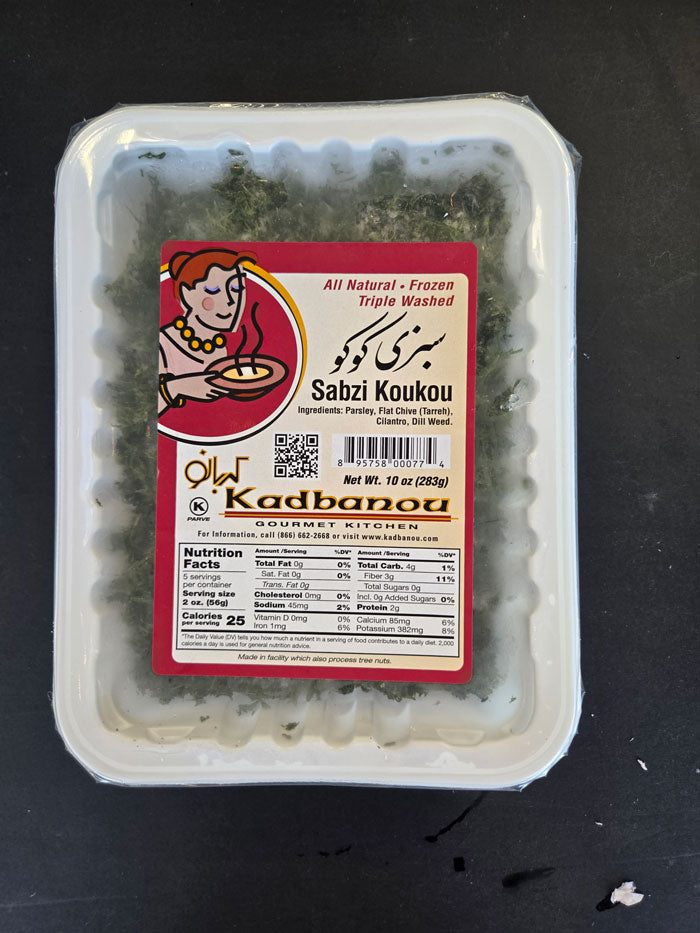 All Natural • Frozen
Triple Washed
سبزی کوکو
Sabzi Koukou
Ingredients: Parsley, Flat Chive (Tarreh),
Cilantro, Dill Weed.
8 95758 00077 4
Net Wt. 10 oz (283g)
کدبانو
Kadbanou
K
PARVE
GOURMET KITCHEN
For Information, call (866) 662-2668 or visit www.kadbanou.com
Nutrition
Facts
5 servings
per container
Serving size
2 oz. (56g)
Calories 25
per serving
Amount /Serving %DV*
Total Fat 0g 0%
Sat. Fat 0g 0%
Trans. Fat 0g
Cholesterol 0mg 0%
Sodium 45mg 2%
Vitamin D 0mg 0%
Iron 1mg 6%
Amount /Serving %DV*
Total Carb. 4g 1%
Fiber 3g 11%
Total Sugars 0g
Incl. 0g Added Sugars 0%
Protein 2g
Calcium 85mg 6%
Potassium 382mg 8%
*The Daily Value (DV) tells you how much a nutrient in a serving of food contributes to a daily diet. 2,000
calories a day is used for general nutrition advice.
Made in facility which also process tree nuts.